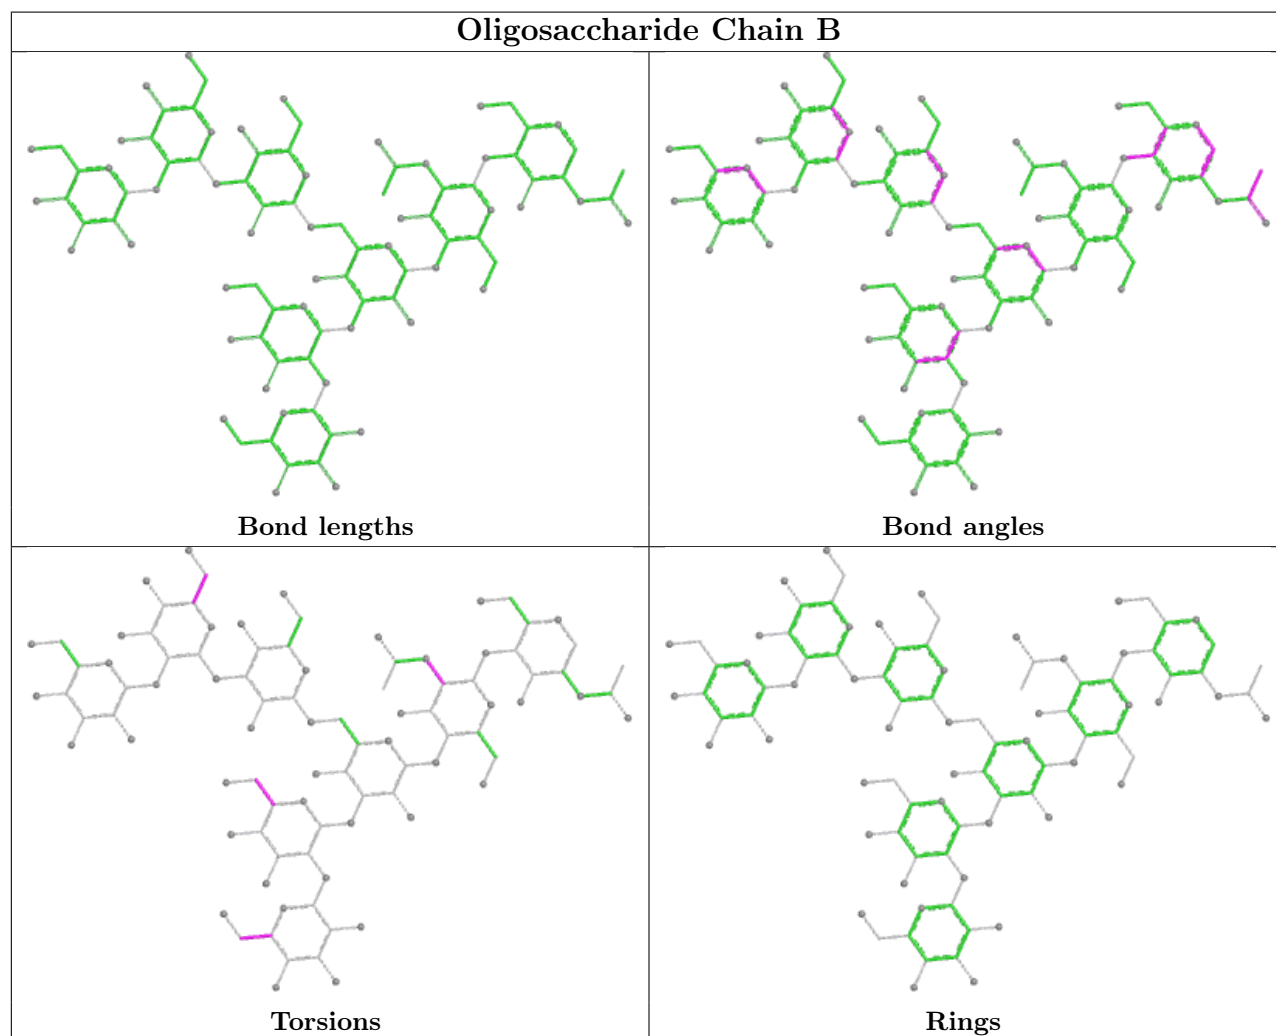 Oligosaccharide Chain B
Bond lengths
Bond angles
Torsions
Rings